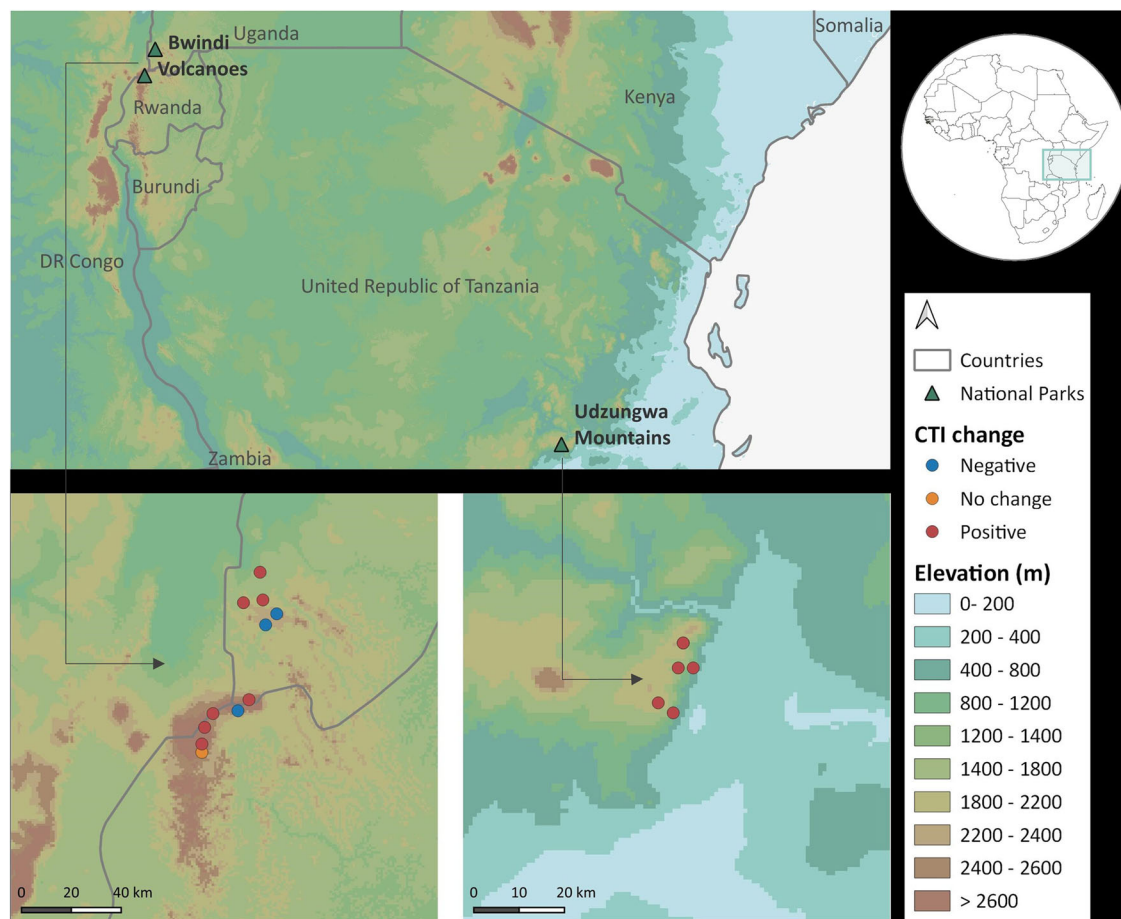 Uganda
Somalia
Bwindi
Volcanoes
Kenya
Rwanda
Burundi
DR Congo
United Republic of Tanzania
Udzungwa
Mountains
Zambia
Countries
National Parks
CTI change
Negative
No change
Positive
Elevation (m)
0- 200
200 - 400
400 - 800
800 - 1200
1200 - 1400
1400 - 1800
1800 - 2200
2200 - 2400
2400 - 2600
> 2600
0 20 40 km
0 10 20 km